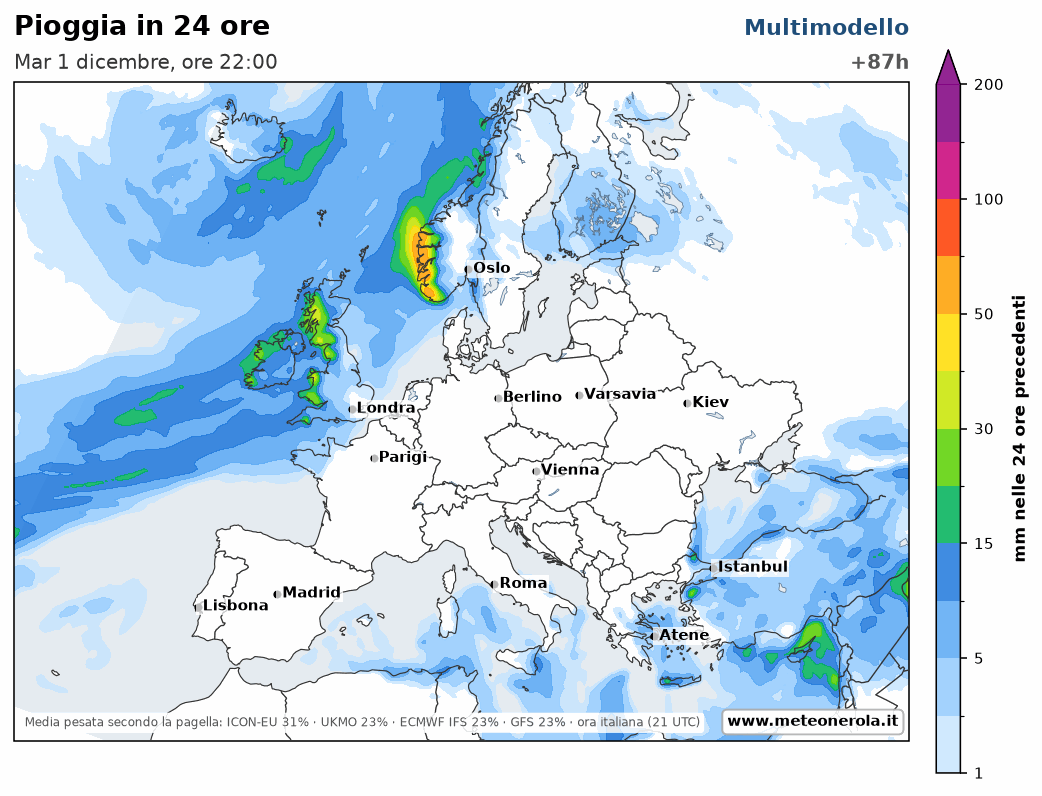 Pioggia in 24 ore
Multimodello
Mar 1 dicembre, ore 22:00
+87h
200
100
50
30
15
5
1
mm nelle 24 ore precedenti
Oslo
Berlino
Varsavia
Kiev
Londra
Parigi
Vienna
Istanbul
Roma
Madrid
Lisbona
Atene
Media pesata secondo la pagella: ICON-EU 31% · UKMO 23% · ECMWF IFS 23% · GFS 23% · ora italiana (21 UTC)
www.meteonerola.it